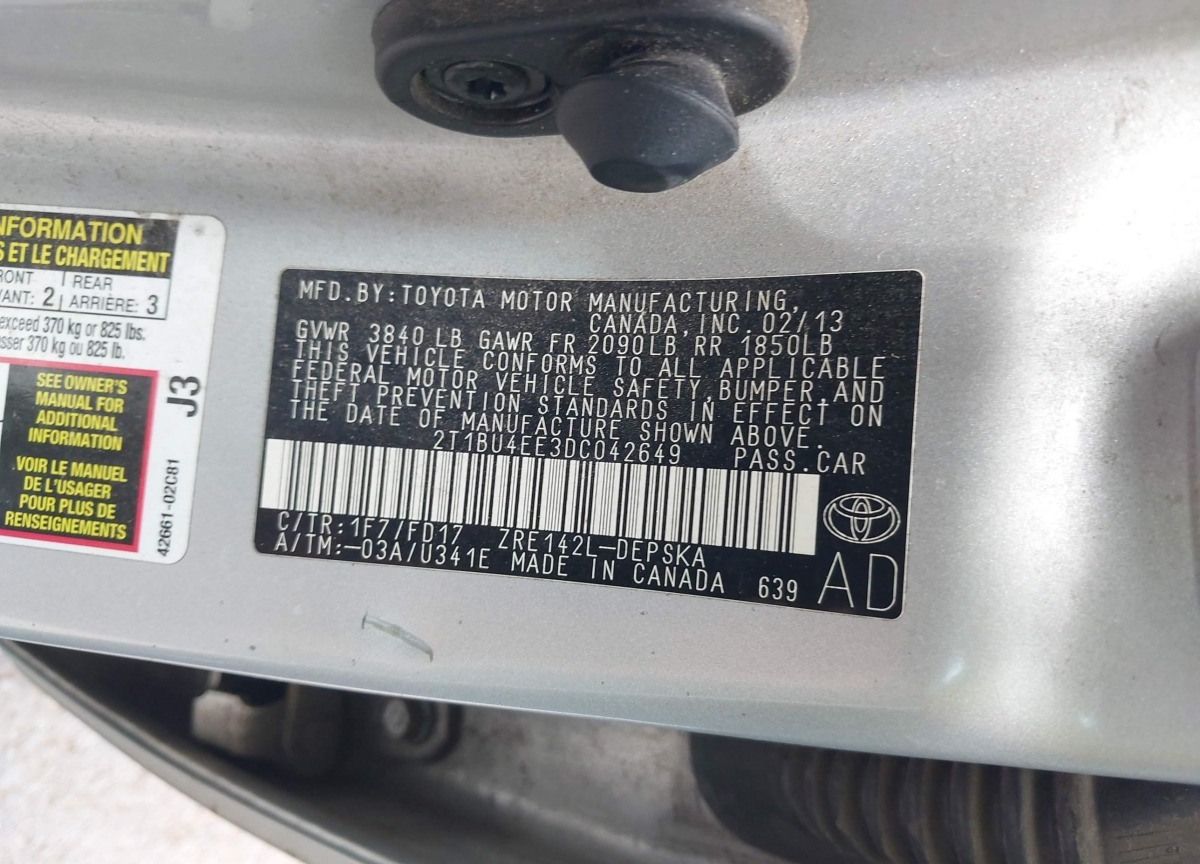 NFORMATION
S ET LE CHARGEMENT
RONT
REAR
VANT: 2
ARRIÈRE: 3
exceed 370 kg or 825 lbs.
sser 370 kg ou 825 lb.
SEE OWNER'S
MANUAL FOR
ADDITIONAL
INFORMATION
VOIR LE MANUEL
DE L'USAGER
POUR PLUS DE
RENSEIGNEMENTS
J3
42661-02C81
MFD.BY:TOYOTA MOTOR MANUFACTURING,
CANADA,INC. 02/13
GVWR 3840 LB GAWR FR 2090LB RR 1850LB
THIS VEHICLE CONFORMS TO ALL APPLICABLE
FEDERAL MOTOR VEHICLE SAFETY,BUMPER,AND
THEFT PREVENTION STANDARDS IN EFFECT ON
THE DATE OF MANUFACTURE SHOWN ABOVE.
2T1BU4EE3DC042649 PASS.CAR
C/TR:1F7/FD17 ZRE142L-DEPSKA
A/TM:-03A/U341E MADE IN CANADA 639 AD